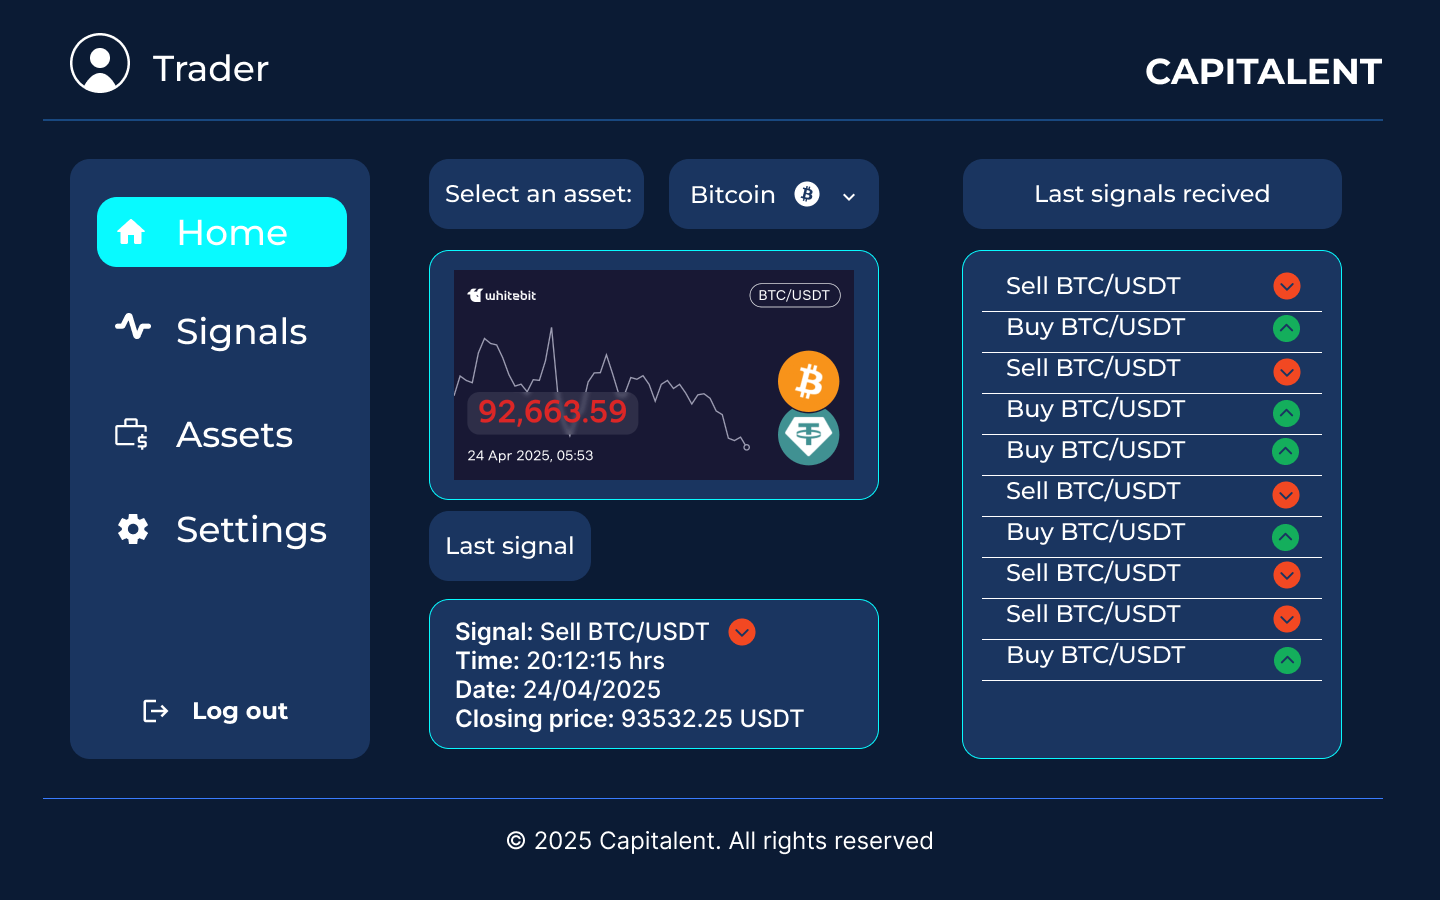 Trader
CAPITALENT
Home
Signals
Assets
Settings
Log out
Select an asset:
Bitcoin
whitebit
BTC/USDT
92,663.59
24 Apr 2025, 05:53
Last signal
Signal: Sell BTC/USDT
Time: 20:12:15 hrs
Date: 24/04/2025
Closing price: 93532.25 USDT
Last signals recived
Sell BTC/USDT
Buy BTC/USDT
Sell BTC/USDT
Buy BTC/USDT
Buy BTC/USDT
Sell BTC/USDT
Buy BTC/USDT
Sell BTC/USDT
Sell BTC/USDT
Buy BTC/USDT
© 2025 Capitalent. All rights reserved